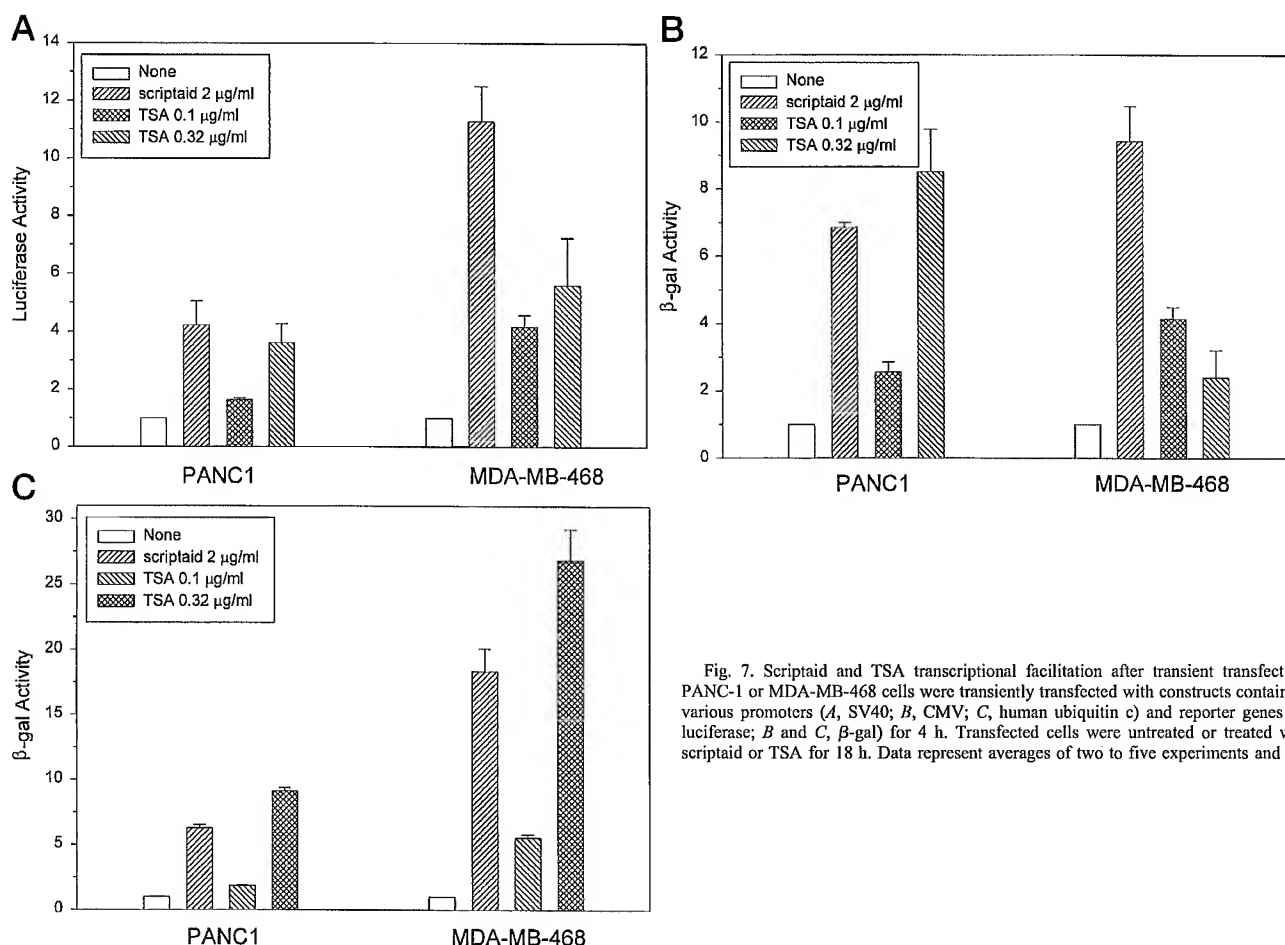 A
14
12
10
8
6
4
2
0
Luciferase Activity
None
scriptaid 2 µg/ml
TSA 0.1 µg/ml
TSA 0.32 µg/ml
PANC1
MDA-MB-468
B
12
10
8
6
4
2
0
β-gal Activity
None
scriptaid 2 µg/ml
TSA 0.1 µg/ml
TSA 0.32 µg/ml
PANC1
MDA-MB-468
C
30
25
20
15
10
5
0
β-gal Activity
None
scriptaid 2 µg/ml
TSA 0.1 µg/ml
TSA 0.32 µg/ml
PANC1
MDA-MB-468
Fig. 7. Scriptaid and TSA transcriptional facilitation after transient transfect
PANC-1 or MDA-MB-468 cells were transiently transfected with constructs contain
various promoters (A, SV40; B, CMV; C, human ubiquitin c) and reporter genes
luciferase; B and C, β-gal) for 4 h. Transfected cells were untreated or treated v
scriptaid or TSA for 18 h. Data represent averages of two to five experiments and